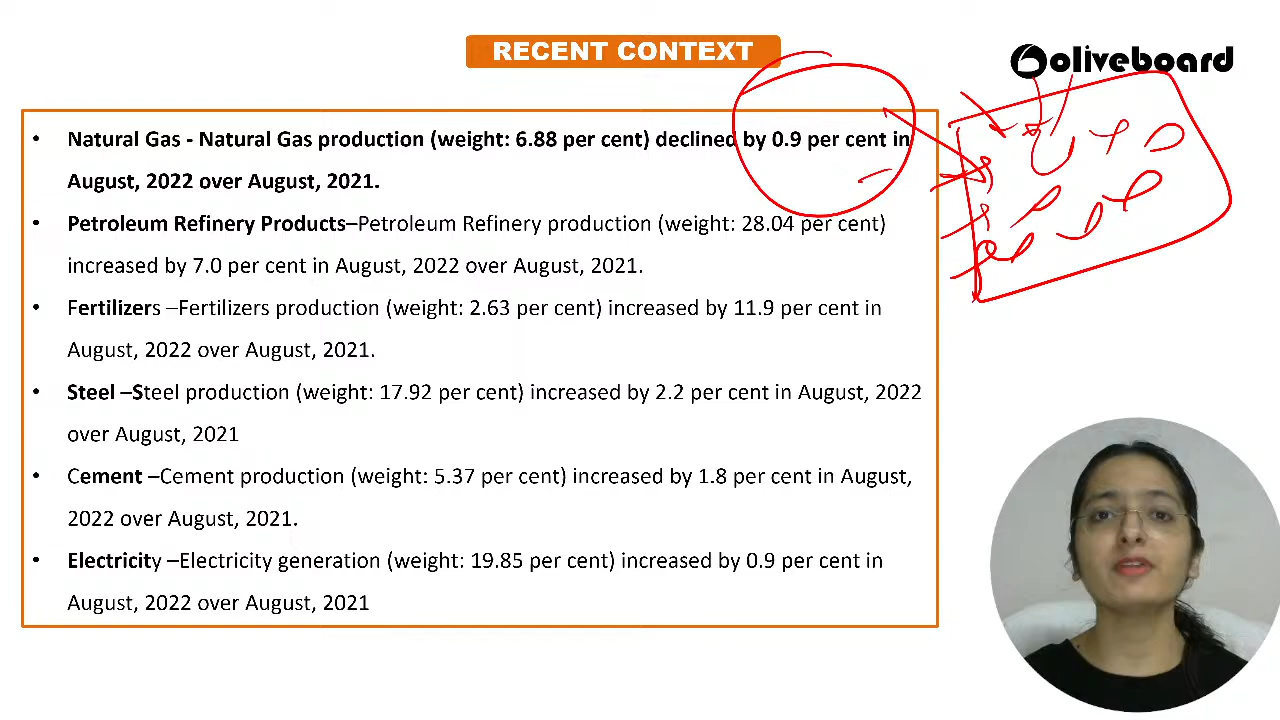 RECENT CONTEXT
oliveboard
• Natural Gas - Natural Gas production (weight: 6.88 per cent) declined by 0.9 per cent in
August, 2022 over August, 2021.
• Petroleum Refinery Products–Petroleum Refinery production (weight: 28.04 per cent)
increased by 7.0 per cent in August, 2022 over August, 2021.
• Fertilizers –Fertilizers production (weight: 2.63 per cent) increased by 11.9 per cent in
August, 2022 over August, 2021.
• Steel –Steel production (weight: 17.92 per cent) increased by 2.2 per cent in August, 2022
over August, 2021
• Cement –Cement production (weight: 5.37 per cent) increased by 1.8 per cent in August,
2022 over August, 2021.
• Electricity –Electricity generation (weight: 19.85 per cent) increased by 0.9 per cent in
August, 2022 over August, 2021